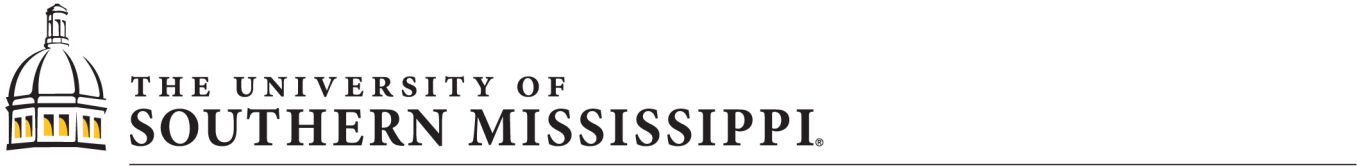 THE UNIVERSITY OF
SOUTHERN MISSISSIPPI®